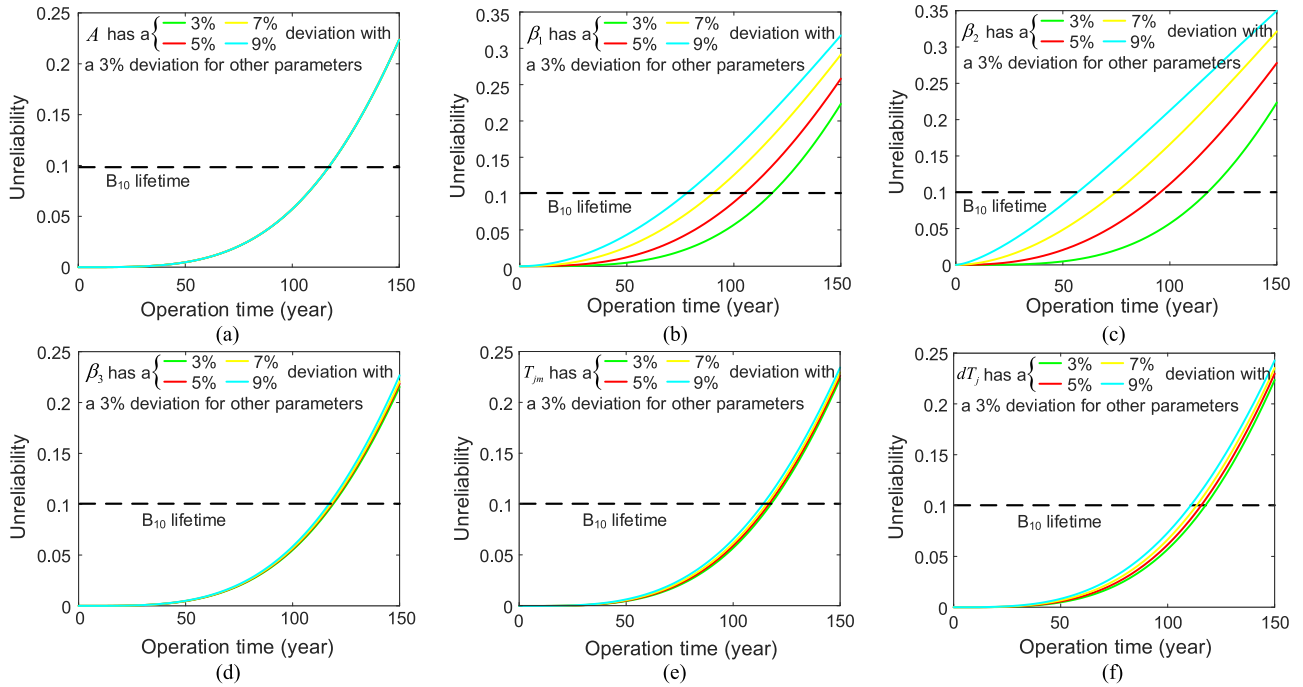 A has a { 3% 7% 5% 9% deviation with
a 3% deviation for other parameters
0.25
0.2
0.15
0.1
0.05
0
Unreliability
B10 lifetime
0 50 100 150
Operation time (year)
(a)
β1 has a { 3% 7% 5% 9% deviation with
a 3% deviation for other parameters
0.35
0.3
0.25
0.2
0.15
0.1
0.05
0
Unreliability
B10 lifetime
0 50 100 150
Operation time (year)
(b)
β2 has a { 3% 7% 5% 9% deviation with
a 3% deviation for other parameters
0.35
0.3
0.25
0.2
0.15
0.1
0.05
0
Unreliability
B10 lifetime
0 50 100 150
Operation time (year)
(c)
β3 has a { 3% 7% 5% 9% deviation with
a 3% deviation for other parameters
0.25
0.2
0.15
0.1
0.05
0
Unreliability
B10 lifetime
0 50 100 150
Operation time (year)
(d)
Tjm has a { 3% 7% 5% 9% deviation with
a 3% deviation for other parameters
0.25
0.2
0.15
0.1
0.05
0
Unreliability
B10 lifetime
0 50 100 150
Operation time (year)
(e)
dTj has a { 3% 7% 5% 9% deviation with
a 3% deviation for other parameters
0.25
0.2
0.15
0.1
0.05
0
Unreliability
B10 lifetime
0 50 100 150
Operation time (year)
(f)